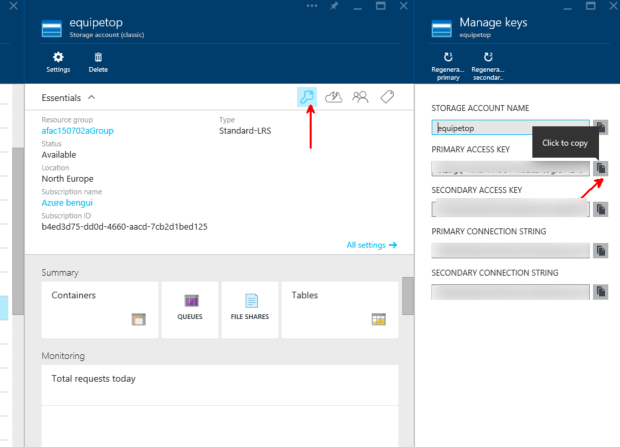 equipetop
Storage account (classic)
Settings
Delete
Essentials
Resource group
afac150702aGroup
Type
Standard-LRS
Status
Available
Location
North Europe
Subscription name
Azure bengui
Subscription ID
b4ed3d75-dd0d-4660-aacd-7cb2d1bed125
All settings →
Summary
Containers
QUEUES
FILE SHARES
Tables
Monitoring
Total requests today
Manage keys
equipetop
Regenera... primary
Regenera... secondar..
STORAGE ACCOUNT NAME
equipetop
Click to copy
PRIMARY ACCESS KEY
SECONDARY ACCESS KEY
PRIMARY CONNECTION STRING
SECONDARY CONNECTION STRING